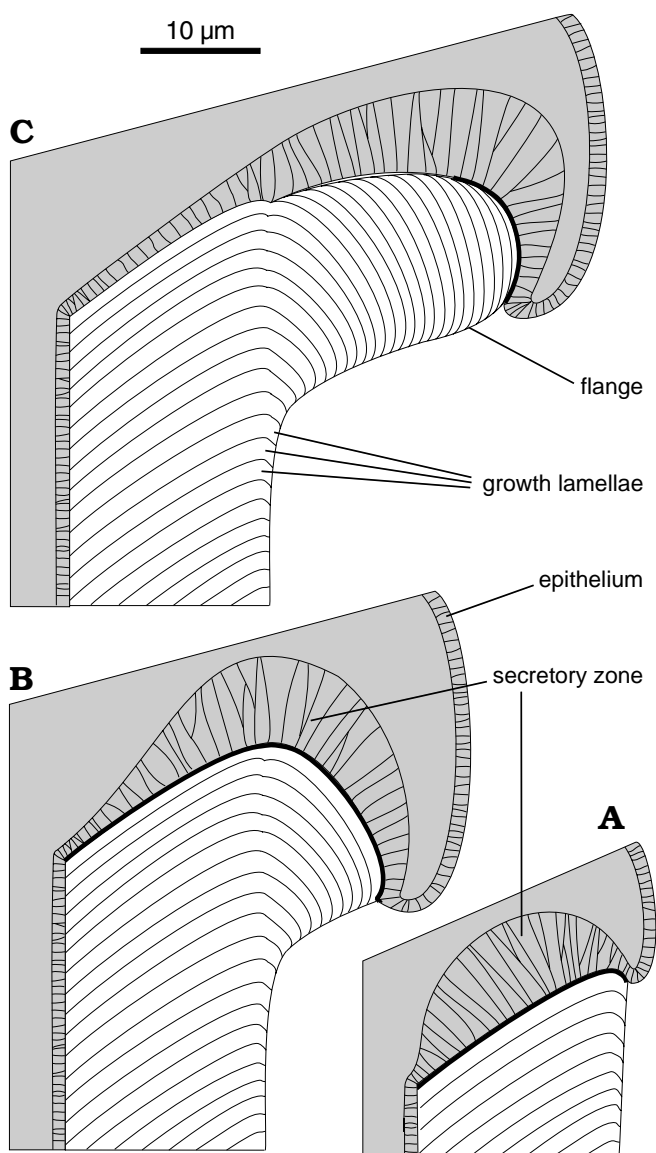 10 µm
C
flange
growth lamellae
epithelium
B
secretory zone
A